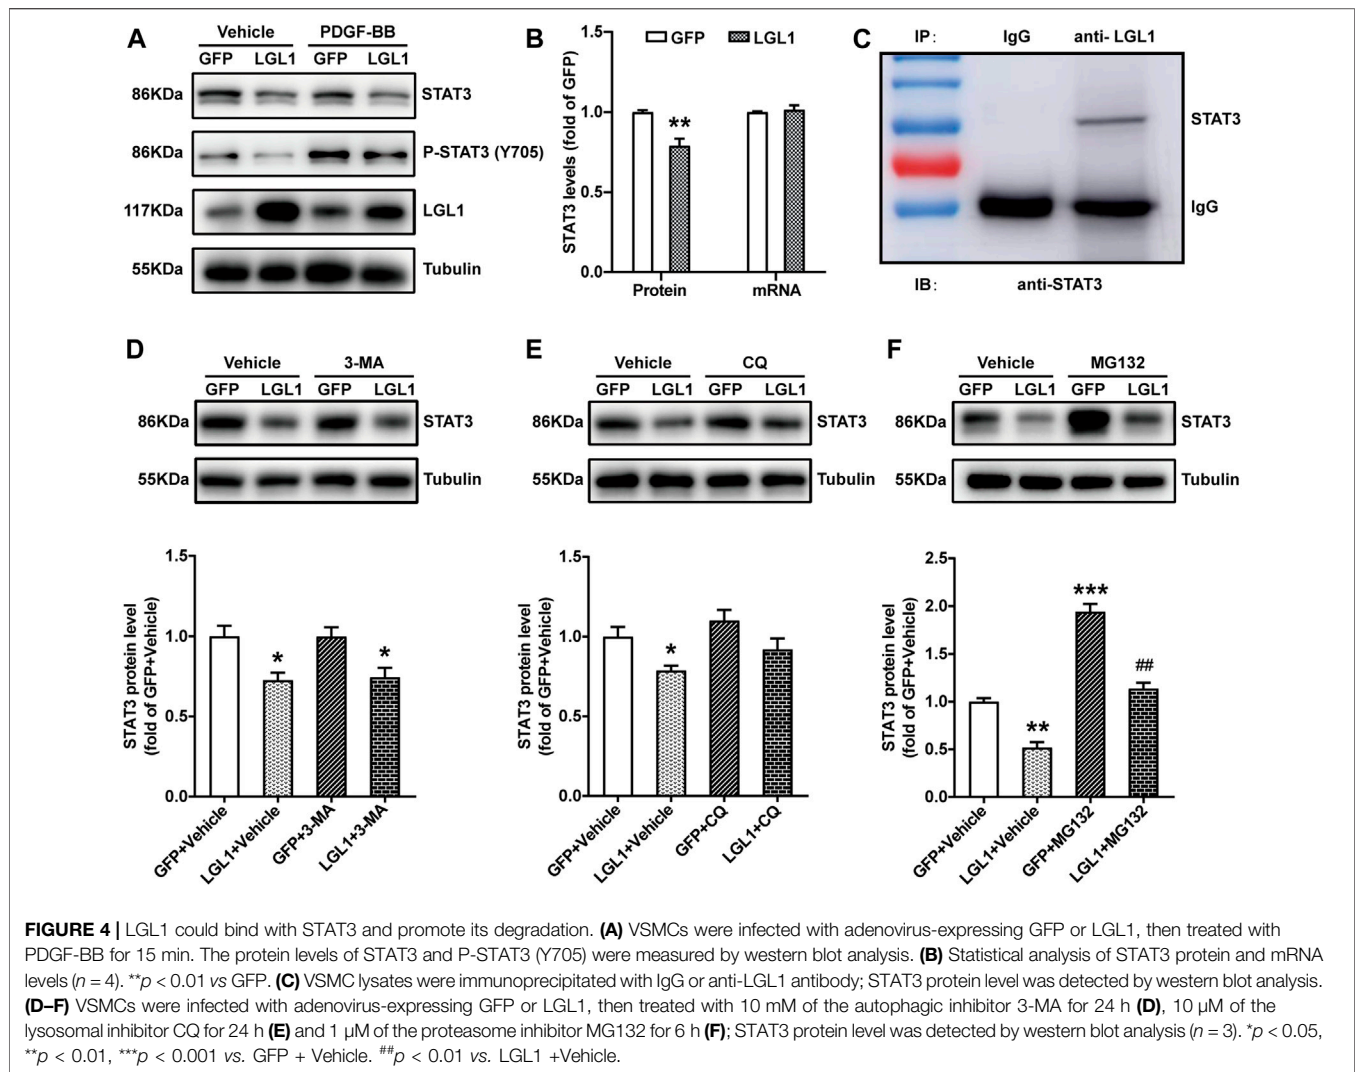 A
Vehicle PDGF-BB
GFP LGL1 GFP LGL1
86KDa STAT3
86KDa P-STAT3 (Y705)
117KDa LGL1
55KDa Tubulin
B
GFP LGL1
STAT3 levels (fold of GFP)
1.5
1.0
0.5
0.0
**
Protein mRNA
C
IP: IgG anti- LGL1
STAT3
IgG
IB: anti-STAT3
D
Vehicle 3-MA
GFP LGL1 GFP LGL1
86KDa STAT3
55KDa Tubulin
STAT3 protein level
(fold of GFP+Vehicle)
1.5
1.0
0.5
0.0
* *
GFP+Vehicle LGL1+Vehicle GFP+3-MA LGL1+3-MA
E
Vehicle CQ
GFP LGL1 GFP LGL1
86KDa STAT3
55KDa Tubulin
STAT3 protein level
(fold of GFP+Vehicle)
1.5
1.0
0.5
0.0
*
GFP+Vehicle LGL1+Vehicle GFP+CQ LGL1+CQ
F
Vehicle MG132
GFP LGL1 GFP LGL1
86KDa STAT3
55KDa Tubulin
STAT3 protein level
(fold of GFP+Vehicle)
2.5
2.0
1.5
1.0
0.5
0.0
** *** ##
GFP+Vehicle LGL1+Vehicle GFP+MG132 LGL1+MG132
FIGURE 4 | LGL1 could bind with STAT3 and promote its degradation. (A) VSMCs were infected with adenovirus-expressing GFP or LGL1, then treated with
PDGF-BB for 15 min. The protein levels of STAT3 and P-STAT3 (Y705) were measured by western blot analysis. (B) Statistical analysis of STAT3 protein and mRNA
levels (n = 4). **p < 0.01 vs GFP. (C) VSMC lysates were immunoprecipitated with IgG or anti-LGL1 antibody; STAT3 protein level was detected by western blot analysis.
(D–F) VSMCs were infected with adenovirus-expressing GFP or LGL1, then treated with 10 mM of the autophagic inhibitor 3-MA for 24 h (D), 10 μM of the
lysosomal inhibitor CQ for 24 h (E) and 1 μM of the proteasome inhibitor MG132 for 6 h (F); STAT3 protein level was detected by western blot analysis (n = 3). *p < 0.05,
**p < 0.01, ***p < 0.001 vs. GFP + Vehicle. ##p < 0.01 vs. LGL1 +Vehicle.